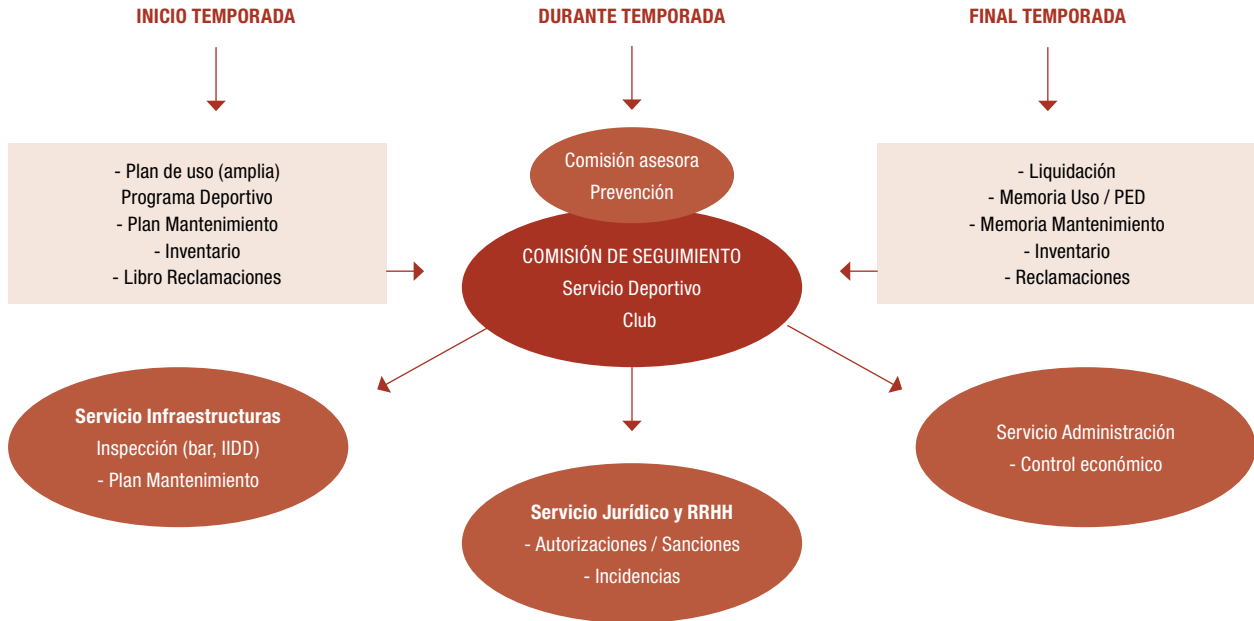 INICIO TEMPORADA
DURANTE TEMPORADA
FINAL TEMPORADA
- Plan de uso (amplia)
Programa Deportivo
- Plan Mantenimiento
- Inventario
- Libro Reclamaciones
Comisión asesora
Prevención
COMISIÓN DE SEGUIMIENTO
Servicio Deportivo
Club
- Liquidación
- Memoria Uso / PED
- Memoria Mantenimiento
- Inventario
- Reclamaciones
Servicio Infraestructuras
Inspección (bar, IIDD)
- Plan Mantenimiento
Servicio Jurídico y RRHH
- Autorizaciones / Sanciones
- Incidencias
Servicio Administración
- Control económico